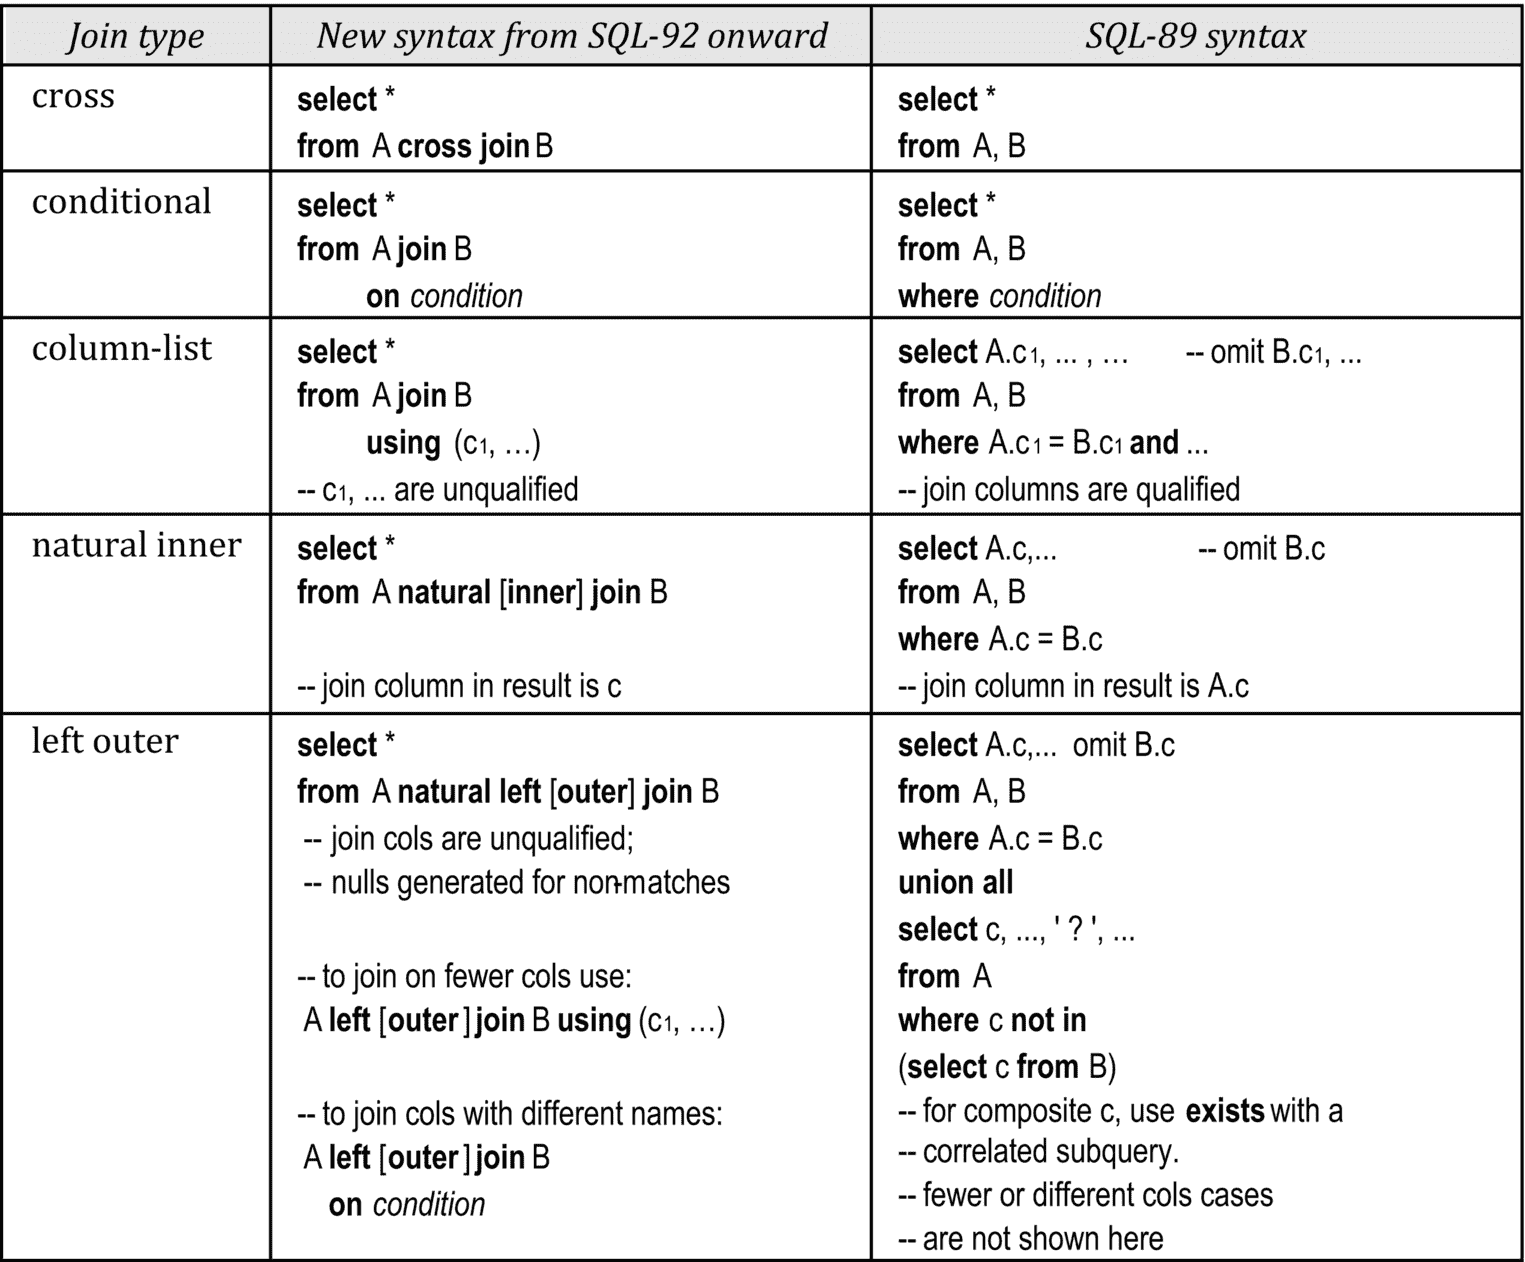 Join type
New syntax from SQL-92 onward
SQL-89 syntax
cross
select *
from A cross join B
select *
from A, B
conditional
select *
from A join B
on condition
select *
from A, B
where condition
column-list
select *
from A join B
using (c1, …)
-- c1, ... are unqualified
select A.c1, ... , … -- omit B.c1, ...
from A, B
where A.c1 = B.c1 and ...
-- join columns are qualified
natural inner
select *
from A natural [inner] join B
-- join column in result is c
select A.c,... -- omit B.c
from A, B
where A.c = B.c
-- join column in result is A.c
left outer
select *
from A natural left [outer] join B
-- join cols are unqualified;
-- nulls generated for non-matches
-- to join on fewer cols use:
A left [outer] join B using (c1, …)
-- to join cols with different names:
A left [outer] join B
on condition
select A.c,... omit B.c
from A, B
where A.c = B.c
union all
select c, ..., ' ? ', ...
from A
where c not in
(select c from B)
-- for composite c, use exists with a
-- correlated subquery.
-- fewer or different cols cases
-- are not shown here